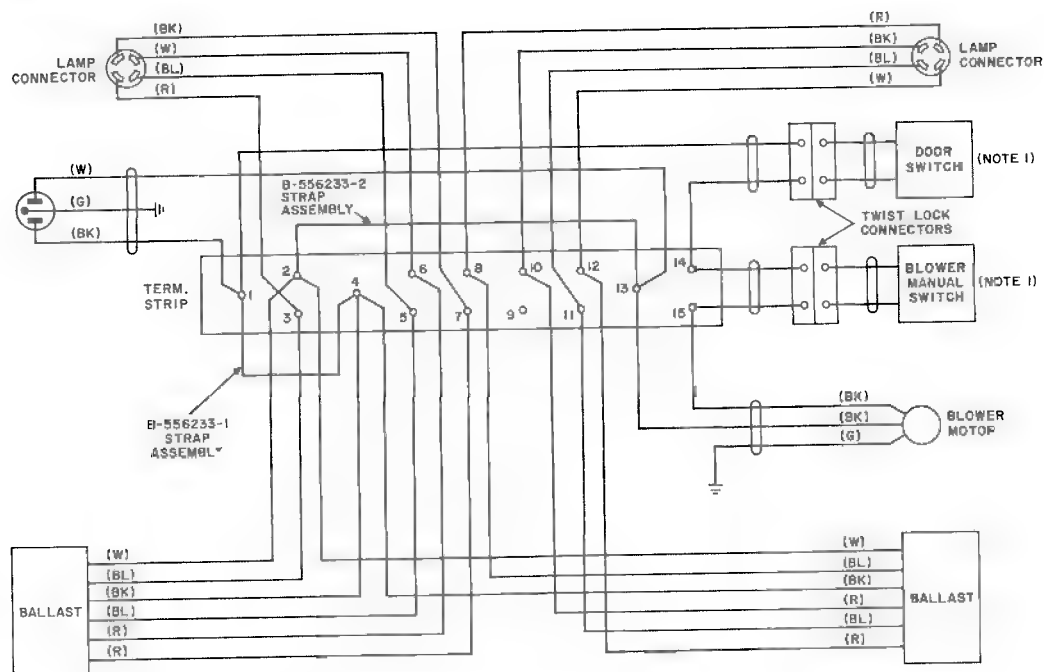 (BK)
(W)
(BL)
(R)
LAMP
CONNECTOR
(R)
(BK)
(BL)
(W)
LAMP
CONNECTOR
(W)
(G)
(BK)
B-556233-2
STRAP
ASSEMBLY
DOOR
SWITCH
(NOTE 1)
TWIST LOCK
CONNECTORS
BLOWER
MANUAL
SWITCH
(NOTE 1)
TERM.
STRIP
1
2
3
4
5
6
7
8
9
10
11
12
13
14
15
B-556233-1
STRAP
ASSEMBLY
(BK)
(BK)
(G)
BLOWER
MOTOR
BALLAST
(W)
(BL)
(BK)
(BL)
(R)
(R)
(W)
(BL)
(BK)
(R)
(BL)
(R)
BALLAST